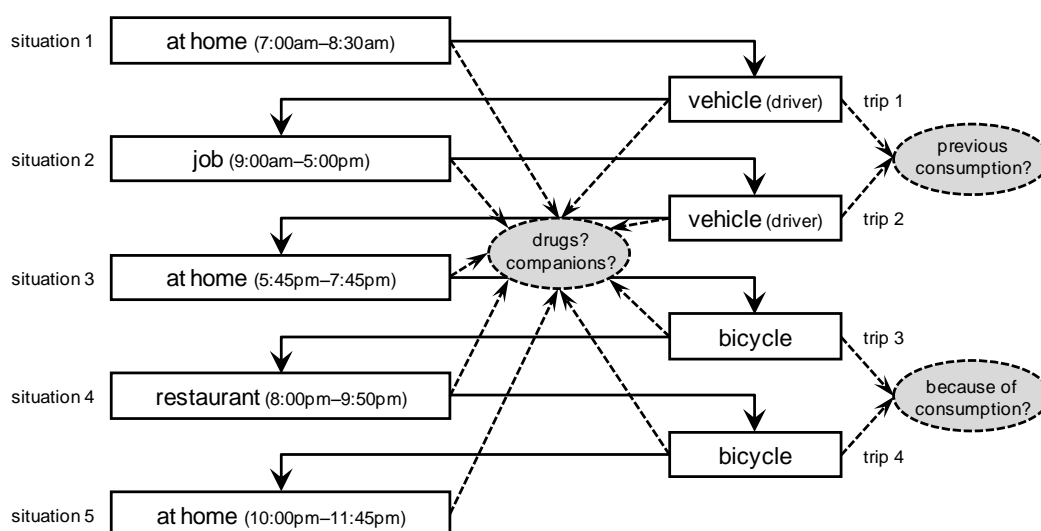 situation 1
at home (7:00am–8:30am)
vehicle (driver)
trip 1
situation 2
job (9:00am–5:00pm)
previous
consumption?
vehicle (driver)
trip 2
drugs?
companions?
situation 3
at home (5:45pm–7:45pm)
bicycle
trip 3
situation 4
restaurant (8:00pm–9:50pm)
because of
consumption?
bicycle
trip 4
situation 5
at home (10:00pm–11:45pm)